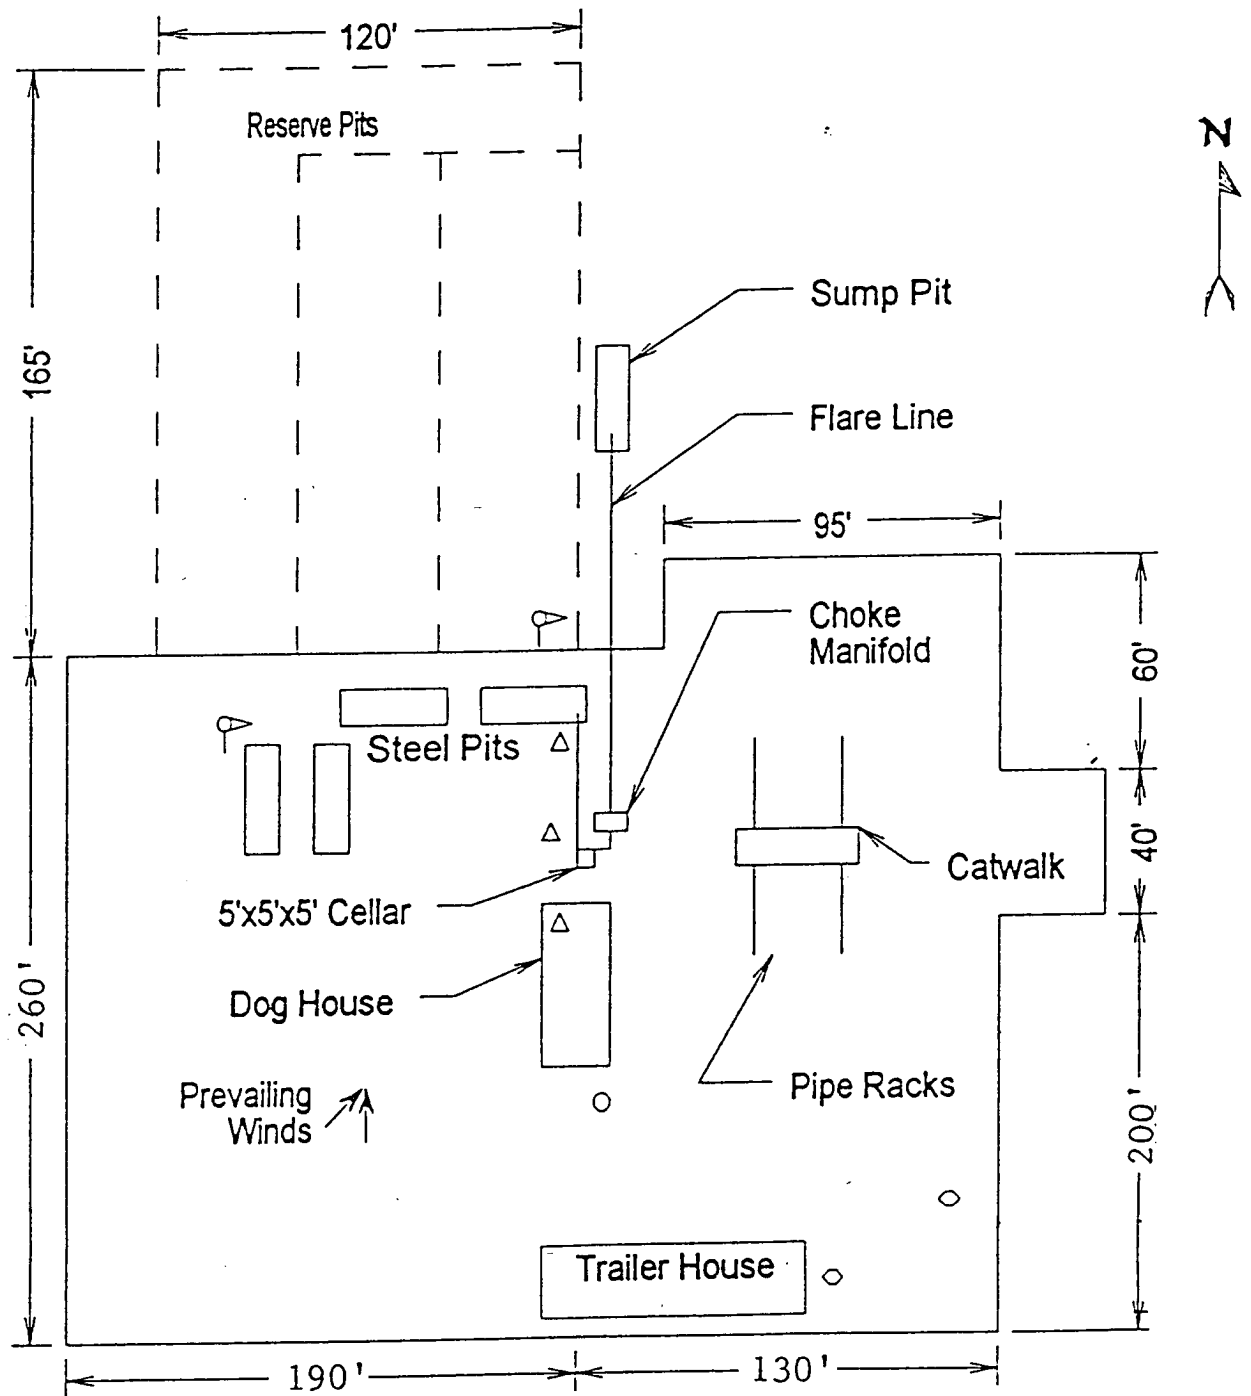 120'
Reserve Pits
N
165'
Sump Pit
Flare Line
95'
Choke
Manifold
60'
Steel Pits
40'
Catwalk
5'x5'x5' Cellar
260'
Dog House
Pipe Racks
Prevailing
Winds
200'
Trailer House
190'
130'